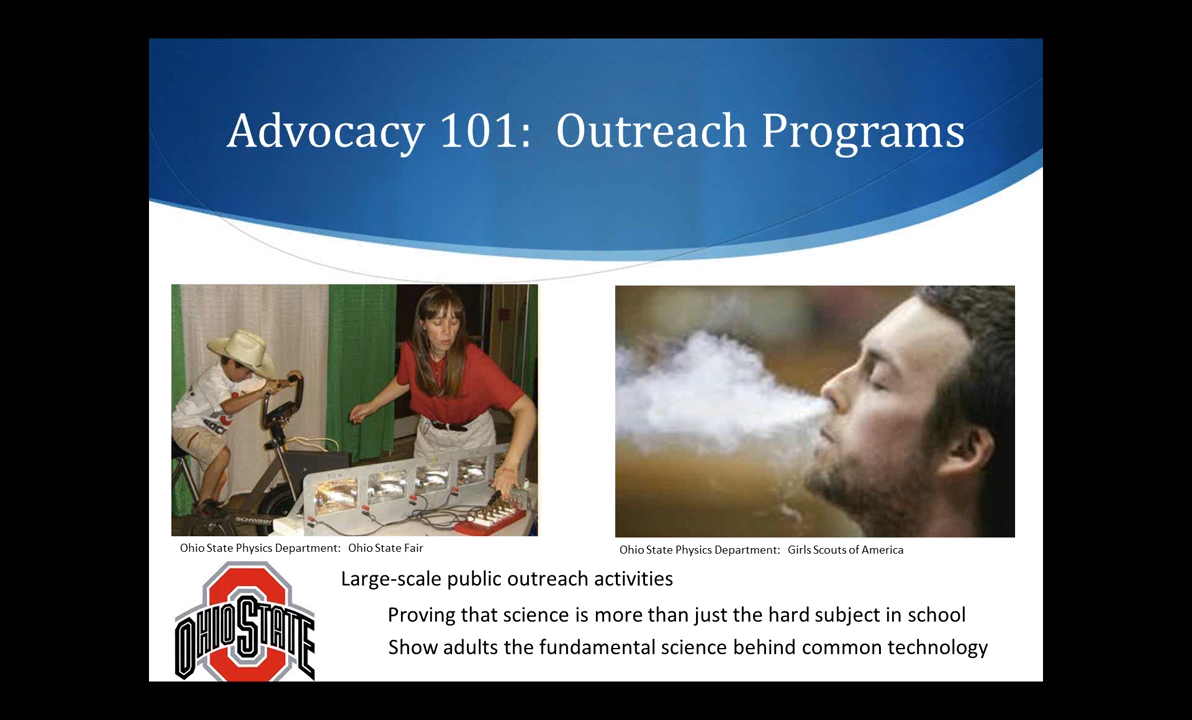 Advocacy 101: Outreach Programs
Ohio State Physics Department: Ohio State Fair
Ohio State Physics Department: Girls Scouts of America
OHIO STATE
Large-scale public outreach activities
Proving that science is more than just the hard subject in school
Show adults the fundamental science behind common technology
SCHWINN